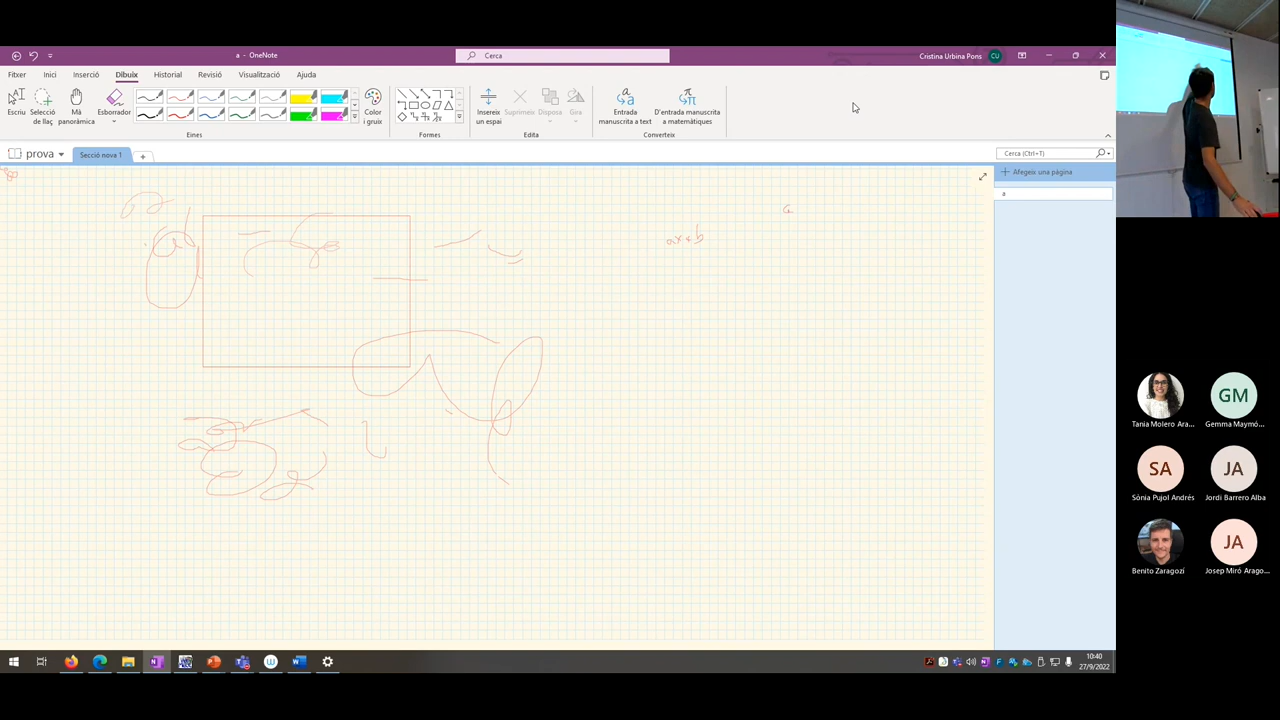 a - OneNote
Cerca
Cristina Urbina Pons
CU
Fitxer Inici Inserció Dibuix Historial Revisió Visualització Ajuda
Escriu
Selecció de llaç
Mà panoràmica
Esborrador
Color i gruix
Insereix un espai
Suprimeix
Disposa
Gira
Entrada manuscrita a text
D'entrada manuscrita a matemàtiques
Eines
Formes
Edita
Converteix
prova
Secció nova 1
Cerca (Ctrl+T)
Afegeix una pàgina
a
a
ax+b
Tania Molero Ara...
GM
Gemma Maymó...
SA
Sónia Pujol Andrés
JA
Jordi Barrero Alba
Benito Zaragozí
JA
Josep Miró Arago...
10:40
27/9/2022